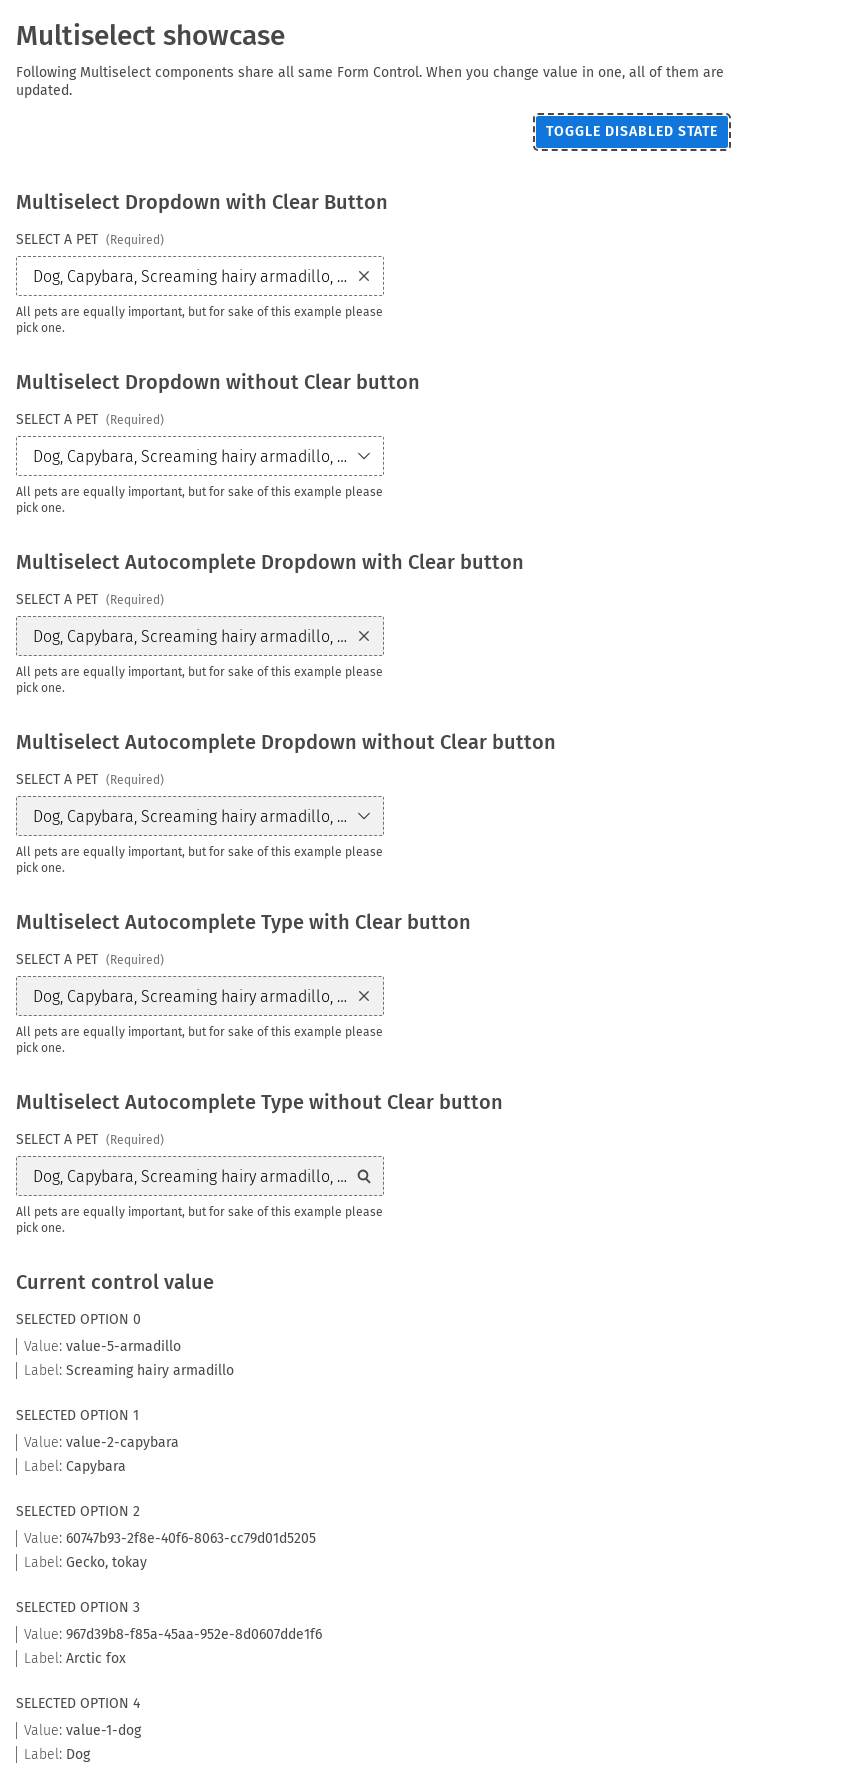 Multiselect showcase
Following Multiselect components share all same Form Control. When you change value in one, all of them are
updated.
TOGGLE DISABLED STATE
Multiselect Dropdown with Clear Button
SELECT A PET (Required)
Dog, Capybara, Screaming hairy armadillo, ...
All pets are equally important, but for sake of this example please
pick one.
Multiselect Dropdown without Clear button
SELECT A PET (Required)
Dog, Capybara, Screaming hairy armadillo, ...
All pets are equally important, but for sake of this example please
pick one.
Multiselect Autocomplete Dropdown with Clear button
SELECT A PET (Required)
Dog, Capybara, Screaming hairy armadillo, ...
All pets are equally important, but for sake of this example please
pick one.
Multiselect Autocomplete Dropdown without Clear button
SELECT A PET (Required)
Dog, Capybara, Screaming hairy armadillo, ...
All pets are equally important, but for sake of this example please
pick one.
Multiselect Autocomplete Type with Clear button
SELECT A PET (Required)
Dog, Capybara, Screaming hairy armadillo, ...
All pets are equally important, but for sake of this example please
pick one.
Multiselect Autocomplete Type without Clear button
SELECT A PET (Required)
Dog, Capybara, Screaming hairy armadillo, ...
All pets are equally important, but for sake of this example please
pick one.
Current control value
SELECTED OPTION 0
Value: value-5-armadillo
Label: Screaming hairy armadillo
SELECTED OPTION 1
Value: value-2-capybara
Label: Capybara
SELECTED OPTION 2
Value: 60747b93-2f8e-40f6-8063-cc79d01d5205
Label: Gecko, tokay
SELECTED OPTION 3
Value: 967d39b8-f85a-45aa-952e-8d0607dde1f6
Label: Arctic fox
SELECTED OPTION 4
Value: value-1-dog
Label: Dog